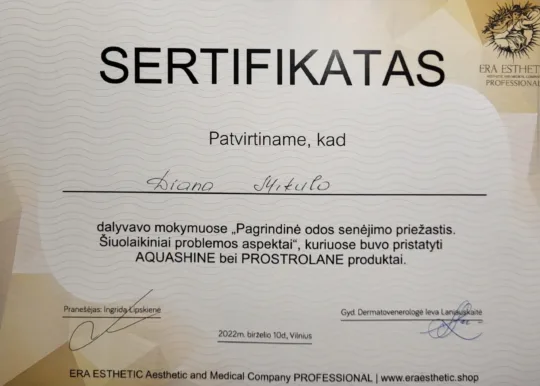 ERA ESTHETIC
PROFESSIONAL
SERTIFIKATAS
Patvirtiname, kad
Diana Mikulo
dalyvavo mokymuose „Pagrindinė odos senėjimo priežastis.
Šiuolaikiniai problemos aspektai“, kuriuose buvo pristatyti
AQUASHINE bei PROSTROLANE produktai.
Pranešėjas: Ingrida Lipskienė
Gyd. Dermatovenerologė Ieva Laniauskaitė
2022m. birželio 10d, Vilnius
ERA ESTHETIC Aesthetic and Medical Company PROFESSIONAL | www.eraesthetic.shop